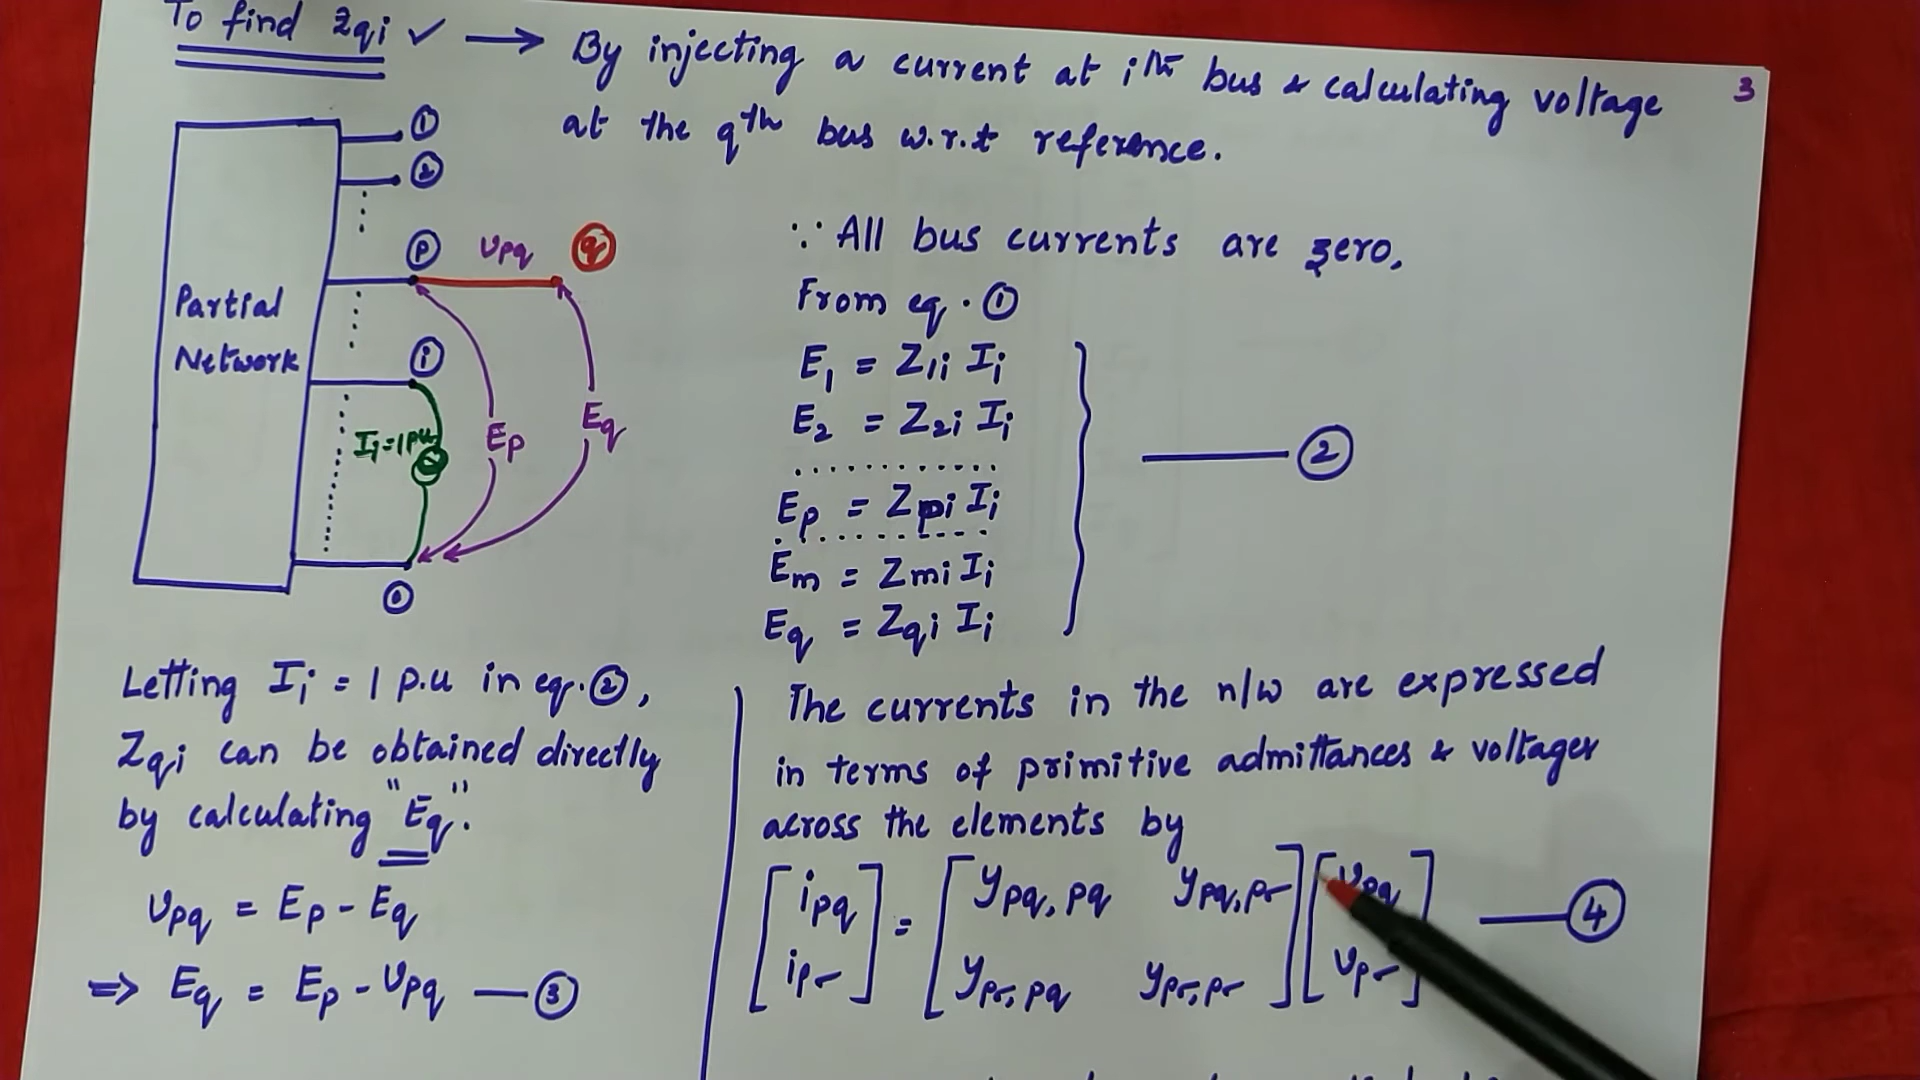 To find Zqi ✓ → By injecting a current at ith bus & calculating voltage
at the qth bus w.r.t reference.
3
1
2
p
vpq
q
Partial
Network
i
Ii=1pu
Ep
Eq
0
∵ All bus currents are zero.
From eq. ①
E1 = Z1i Ii
E2 = Z2i Ii
Ep = Zpi Ii
Em = Zmi Ii
Eq = Zqi Ii
②
Letting Ii = 1 p.u in eq. ②,
Zqi can be obtained directly
by calculating "Eq".
vpq = Ep - Eq
⇒ Eq = Ep - vpq — ③
The currents in the n/w are expressed
in terms of primitive admittances & voltages
across the elements by
[ipq] = [ypq,pq ypq,pr] [vpq] — ④
[ipr] [ypr,pq ypr,pr] [vpr]